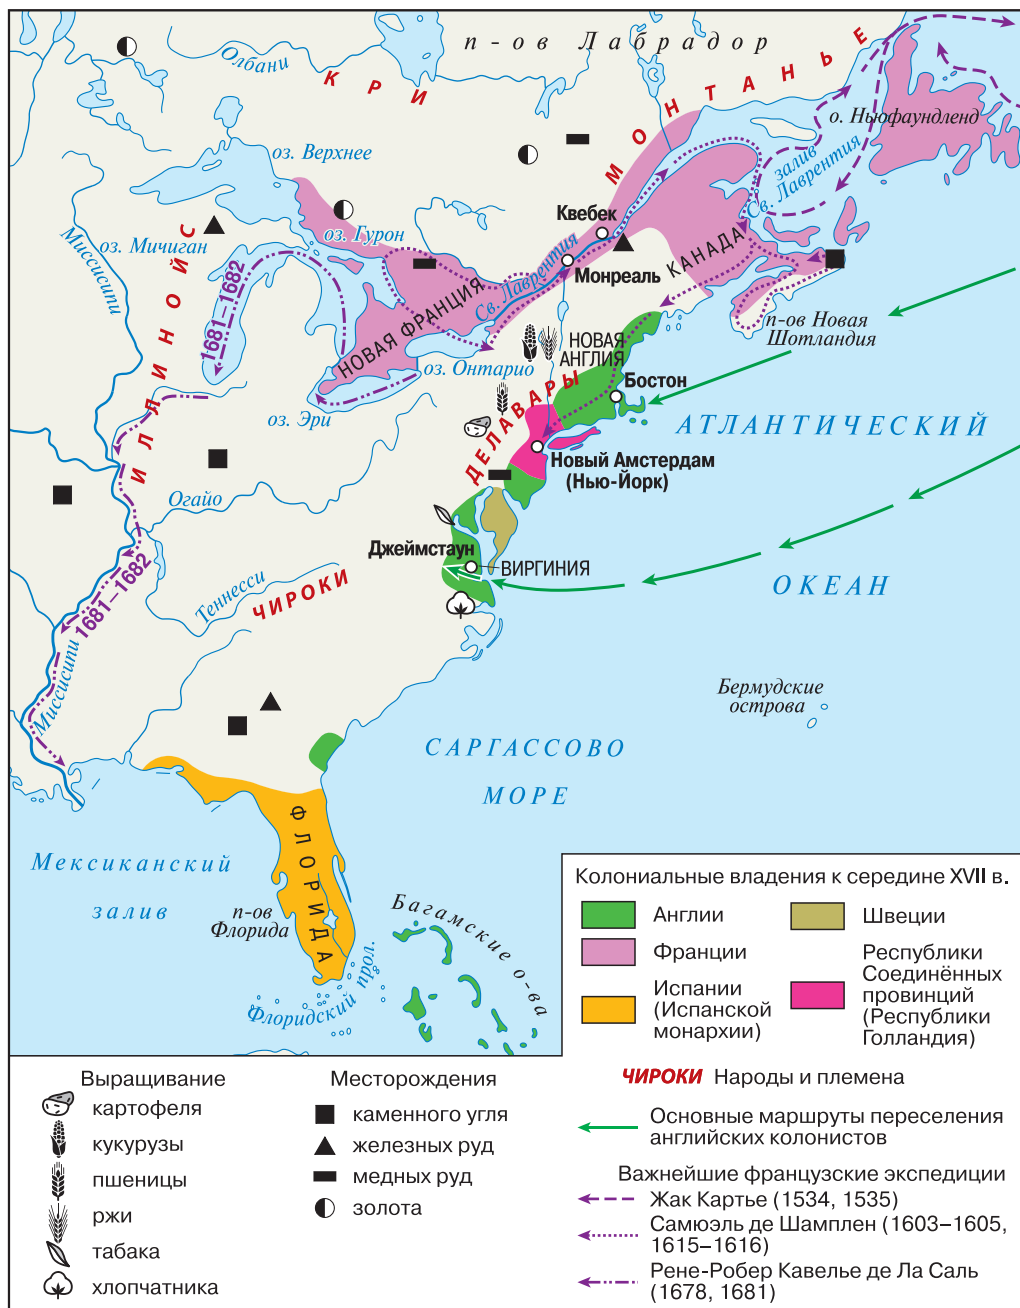 п-ов Лабрадор
Олбани
КРИ
МОНТАНЬЕ
о. Ньюфаундленд
залив
Св. Лаврентия
оз. Верхнее
Квебек
оз. Гурон
оз. Мичиган
Миссисипи
Св. Лаврентия
Монреаль
КАНАДА
НОВАЯ ФРАНЦИЯ
п-ов Новая
Шотландия
1681–1682
ИЛЛИНОЙС
НОВАЯ
АНГЛИЯ
оз. Онтарио
Бостон
оз. Эри
ДЕЛАВАРЫ
АТЛАНТИЧЕСКИЙ
Новый Амстердам
(Нью-Йорк)
Огайо
Джеймстаун
ВИРГИНИЯ
ОКЕАН
Теннесси
ЧИРОКИ
1681–1682
Миссисипи
Бермудские
острова
САРГАССОВО
МОРЕ
ФЛОРИДА
Мексиканский
залив
п-ов
Флорида
Багамские о-ва
Флоридский прол.
Колониальные владения к середине XVII в.
Англии
Франции
Испании
(Испанской
монархии)
Швеции
Республики
Соединённых
провинций
(Республики
Голландия)
Выращивание
картофеля
кукурузы
пшеницы
ржи
табака
хлопчатника
Месторождения
каменного угля
железных руд
медных руд
золота
ЧИРОКИ Народы и племена
Основные маршруты переселения
английских колонистов
Важнейшие французские экспедиции
Жак Картье (1534, 1535)
Самюэль де Шамплен (1603–1605,
1615–1616)
Рене-Робер Кавелье де Ла Саль
(1678, 1681)